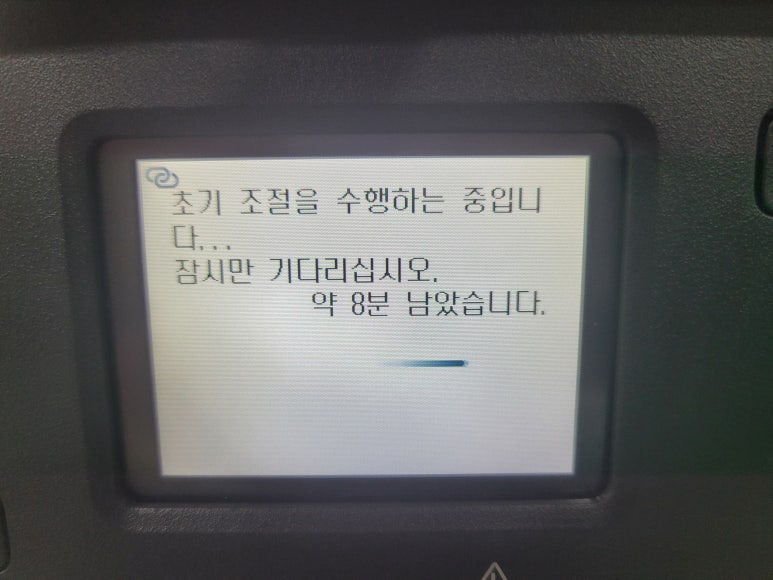 초기 조절을 수행하는 중입니
다...
잠시만 기다리십시오.
약 8분 남았습니다.